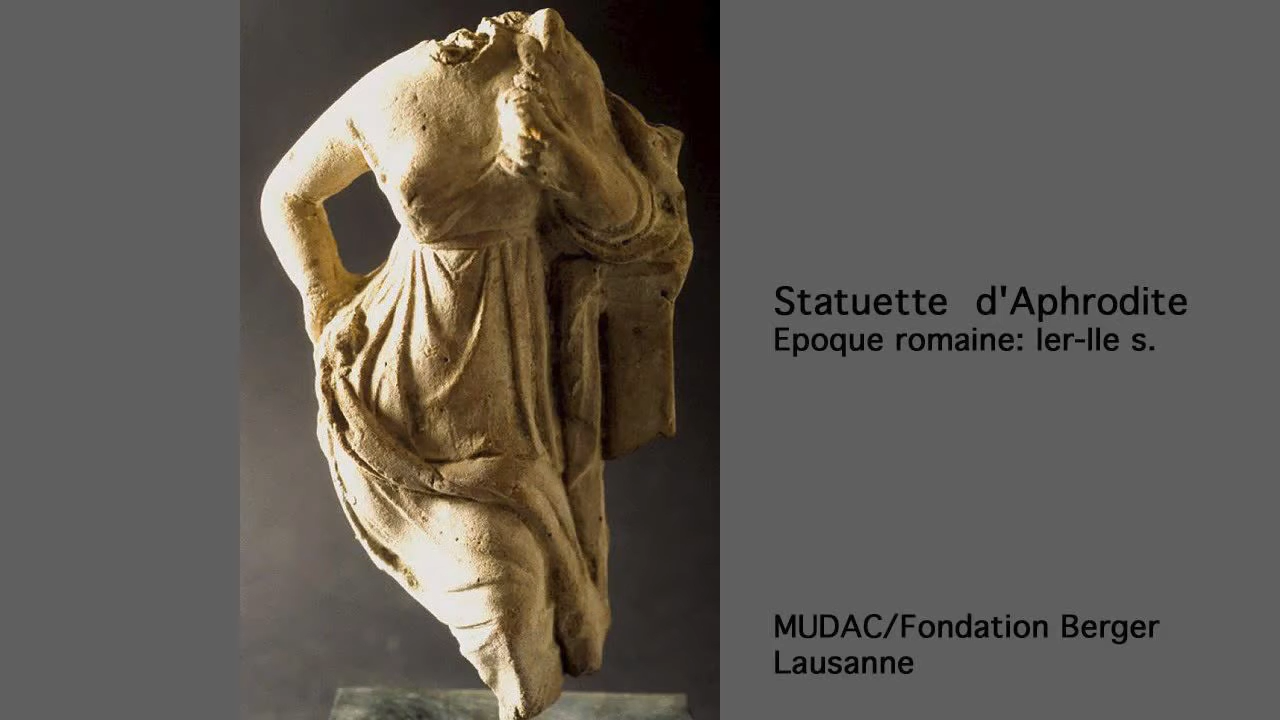 Statuette d'Aphrodite
Epoque romaine: Ier-IIe s.
MUDAC/Fondation Berger
Lausanne